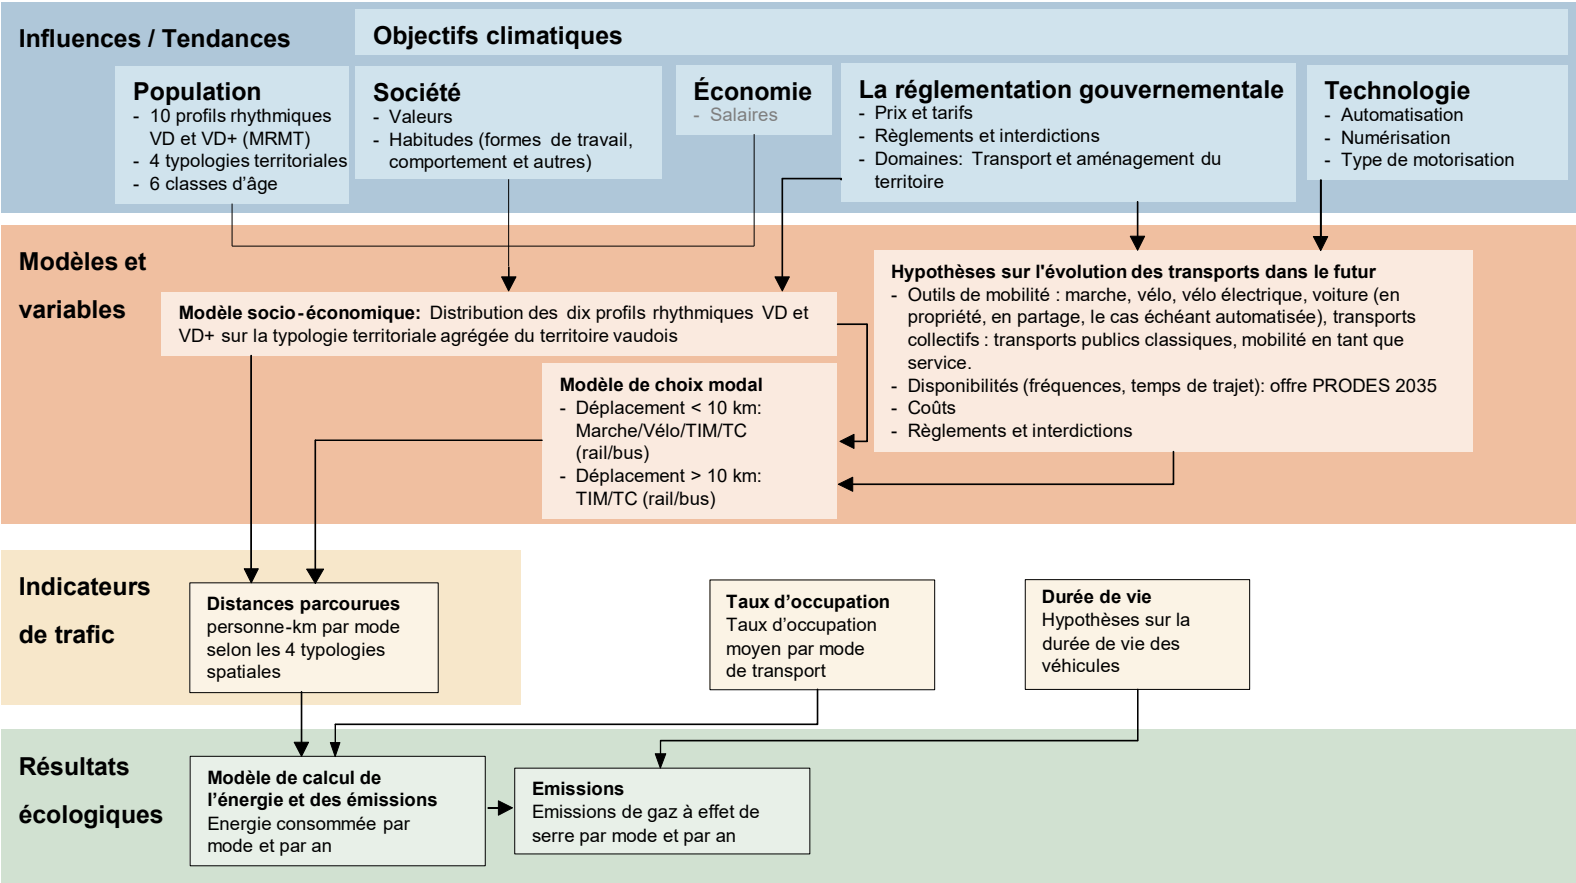 Influences / Tendances
Objectifs climatiques
Population
- 10 profils rhythmiques
VD et VD+ (MRMT)
- 4 typologies territoriales
- 6 classes d'âge
Société
- Valeurs
- Habitudes (formes de travail,
comportement et autres)
Économie
- Salaires
La réglementation gouvernementale
- Prix et tarifs
- Règlements et interdictions
- Domaines: Transport et aménagement du
territoire
Technologie
- Automatisation
- Numérisation
- Type de motorisation
Modèles et
variables
Modèle socio-économique: Distribution des dix profils rhythmiques VD et
VD+ sur la typologie territoriale agrégée du territoire vaudois
Modèle de choix modal
- Déplacement < 10 km:
Marche/Vélo/TIM/TC
(rail/bus)
- Déplacement > 10 km:
TIM/TC (rail/bus)
Hypothèses sur l'évolution des transports dans le futur
- Outils de mobilité : marche, vélo, vélo électrique, voiture (en
propriété, en partage, le cas échéant automatisée), transports
collectifs : transports publics classiques, mobilité en tant que
service.
- Disponibilités (fréquences, temps de trajet): offre PRODES 2035
- Coûts
- Règlements et interdictions
Indicateurs
de trafic
Distances parcourues
personne-km par mode
selon les 4 typologies
spatiales
Taux d'occupation
Taux d'occupation
moyen par mode
de transport
Durée de vie
Hypothèses sur la
durée de vie des
véhicules
Résultats
écologiques
Modèle de calcul de
l'énergie et des émissions
Energie consommée par
mode et par an
Emissions
Emissions de gaz à effet de
serre par mode et par an